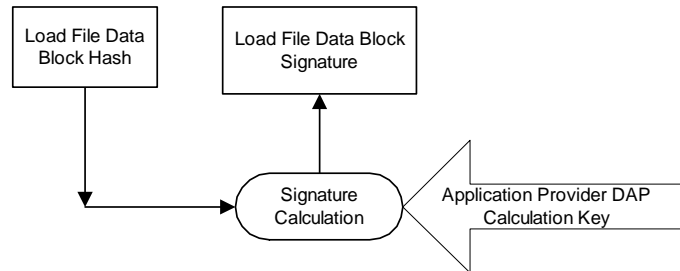 Load File Data
Block Hash
Load File Data Block
Signature
Signature
Calculation
Application Provider DAP
Calculation Key